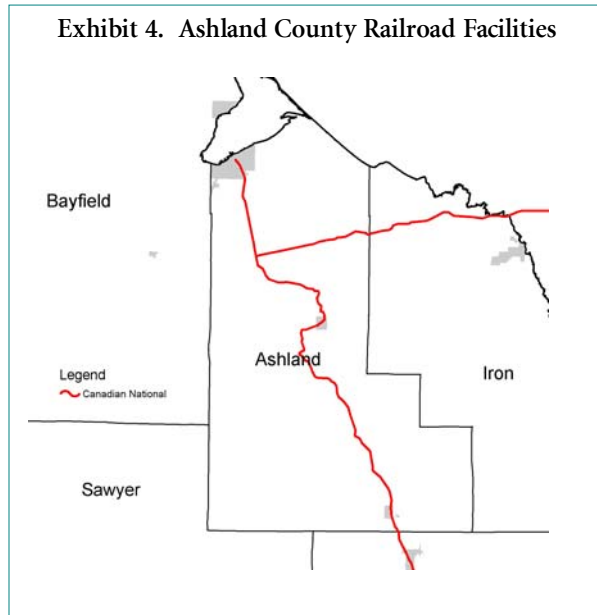 Exhibit 4. Ashland County Railroad Facilities
Bayfield
Ashland
Iron
Legend
Canadian National
Sawyer